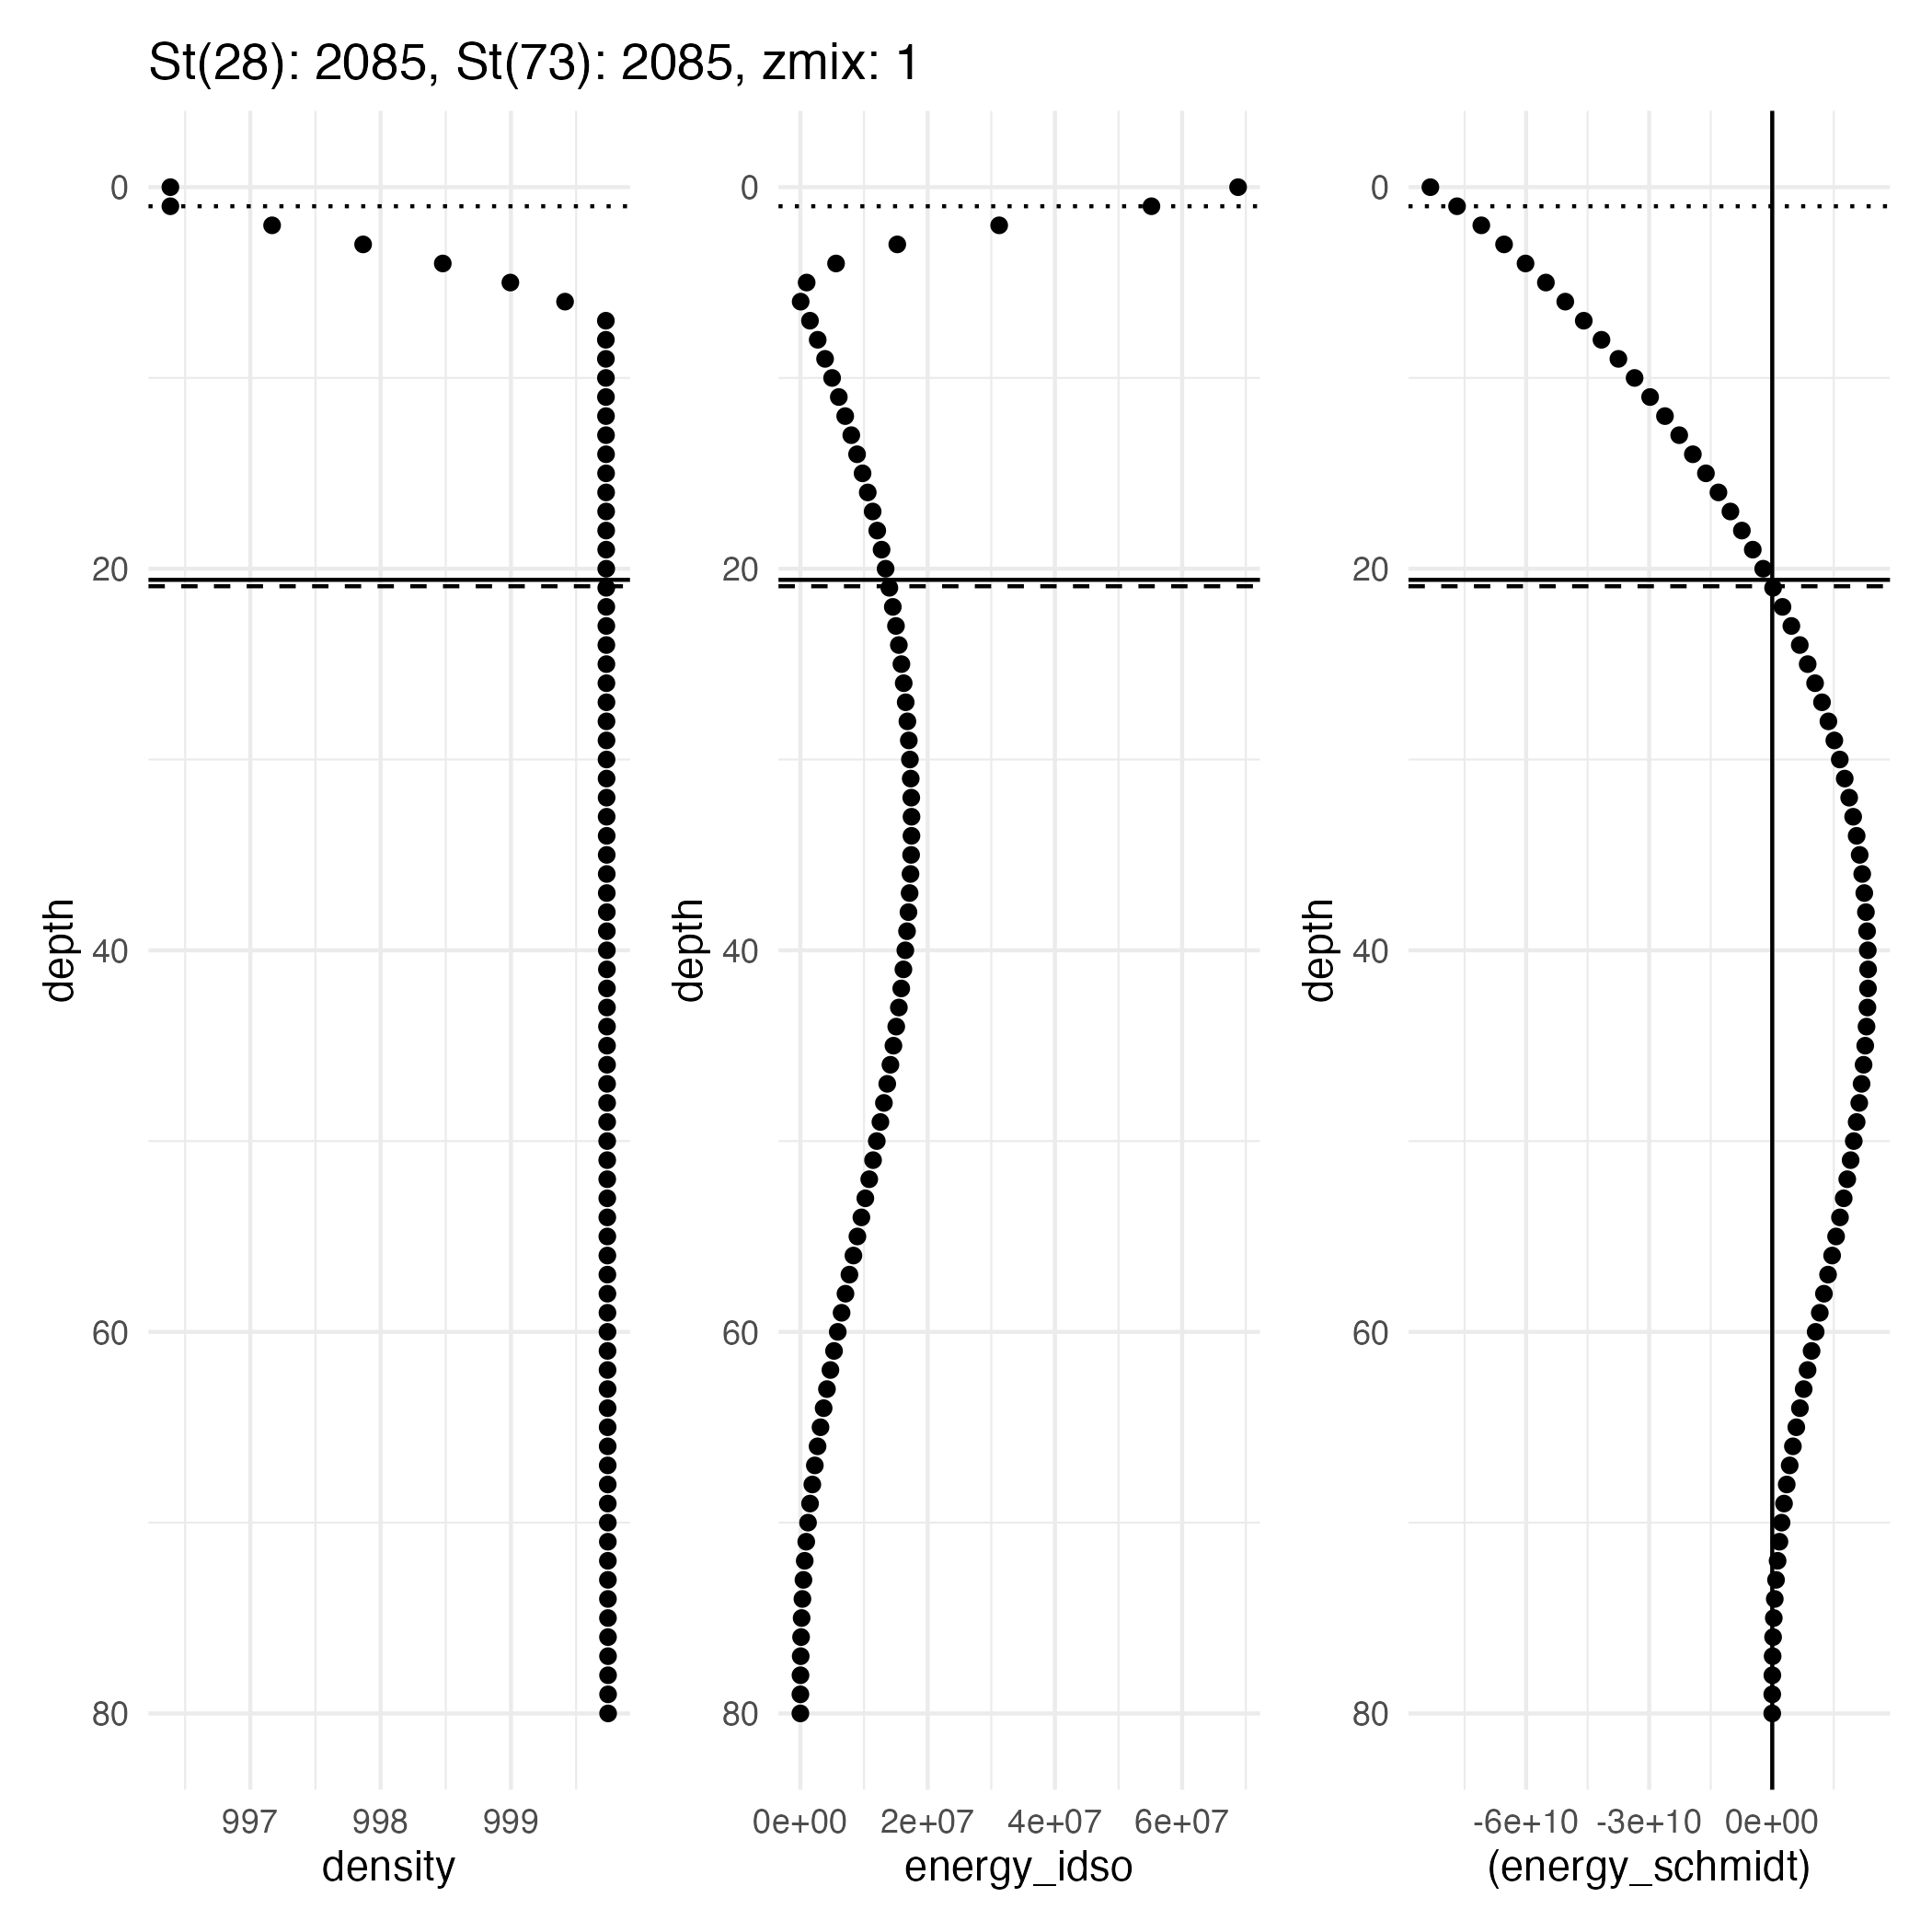 St(28): 2085, St(73): 2085, zmix: 1
depth
0
20
40
60
80
997 998 999
density
depth
0
20
40
60
80
0e+00 2e+07 4e+07 6e+07
energy_idso
depth
0
20
40
60
80
-6e+10 -3e+10 0e+00
(energy_schmidt)